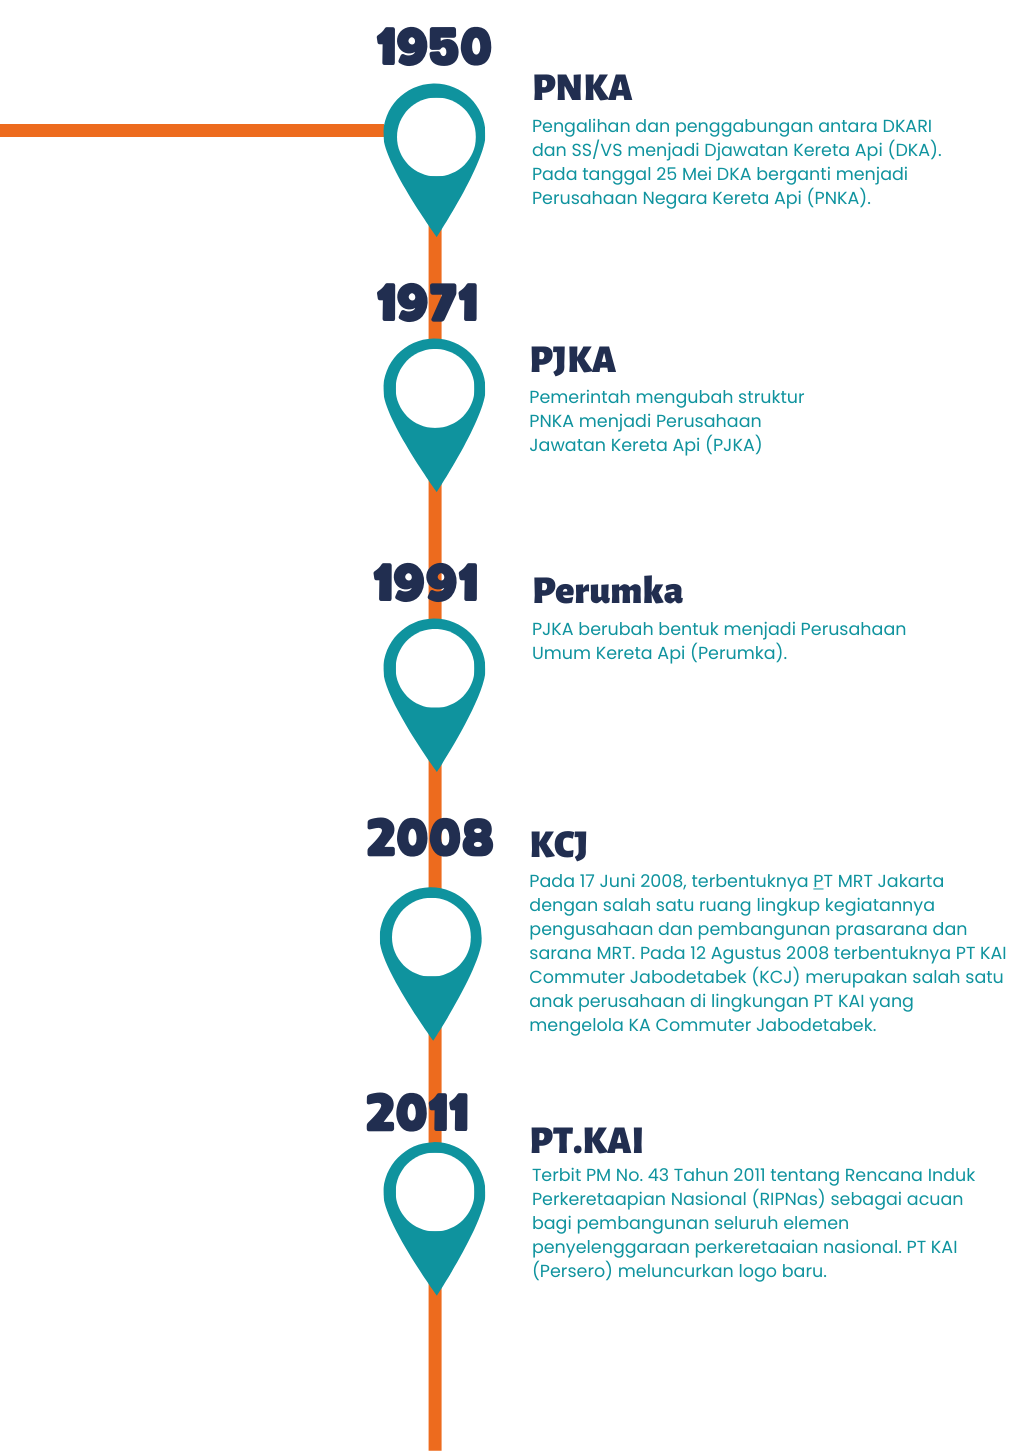 1950
PNKA
Pengalihan dan penggabungan antara DKARI
dan SS/VS menjadi Djawatan Kereta Api (DKA).
Pada tanggal 25 Mei DKA berganti menjadi
Perusahaan Negara Kereta Api (PNKA).
1971
PJKA
Pemerintah mengubah struktur
PNKA menjadi Perusahaan
Jawatan Kereta Api (PJKA)
1991
Perumka
PJKA berubah bentuk menjadi Perusahaan
Umum Kereta Api (Perumka).
2008
KCJ
Pada 17 Juni 2008, terbentuknya PT MRT Jakarta
dengan salah satu ruang lingkup kegiatannya
pengusahaan dan pembangunan prasarana dan
sarana MRT. Pada 12 Agustus 2008 terbentuknya PT KAI
Commuter Jabodetabek (KCJ) merupakan salah satu
anak perusahaan di lingkungan PT KAI yang
mengelola KA Commuter Jabodetabek.
2011
PT.KAI
Terbit PM No. 43 Tahun 2011 tentang Rencana Induk
Perkeretaapian Nasional (RIPNas) sebagai acuan
bagi pembangunan seluruh elemen
penyelenggaraan perkeretaaian nasional. PT KAI
(Persero) meluncurkan logo baru.